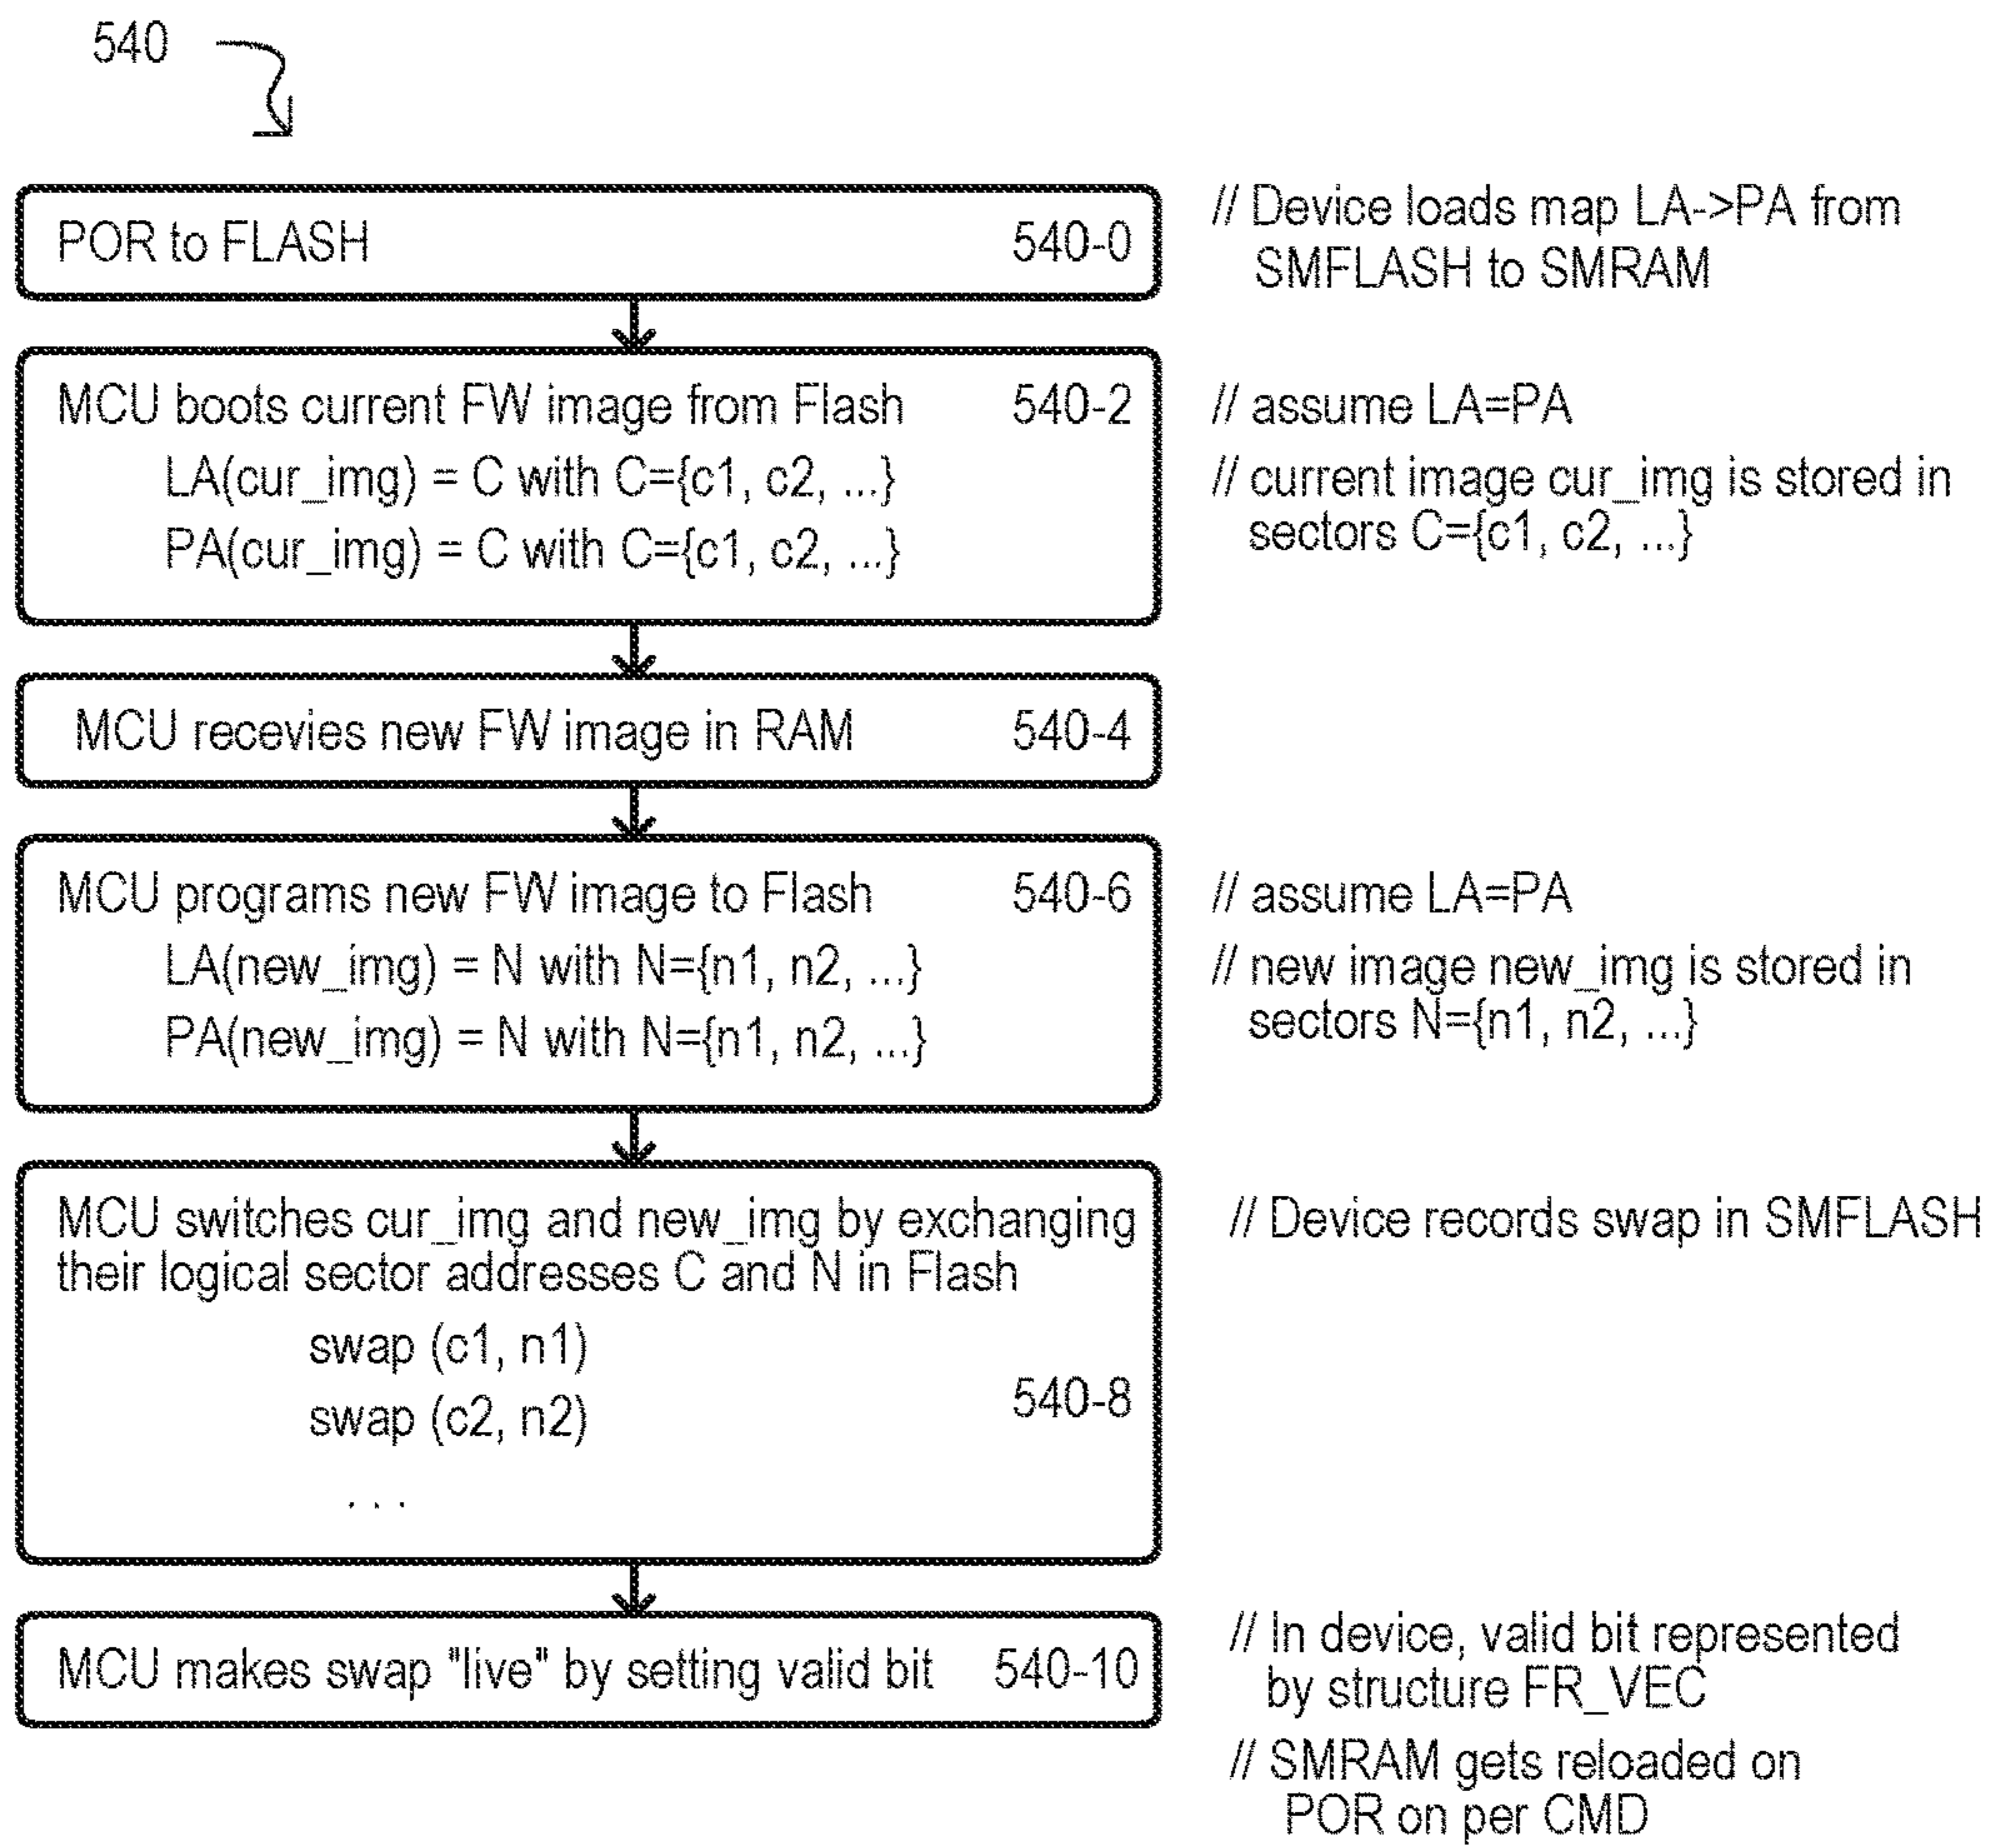 540
POR to FLASH 540-0
// Device loads map LA->PA from
SMFLASH to SMRAM
MCU boots current FW image from Flash 540-2
LA(cur_img) = C with C={c1, c2, ...}
PA(cur_img) = C with C={c1, c2, ...}
// assume LA=PA
// current image cur_img is stored in
sectors C={c1, c2, ...}
MCU recevies new FW image in RAM 540-4
MCU programs new FW image to Flash 540-6
LA(new_img) = N with N={n1, n2, ...}
PA(new_img) = N with N={n1, n2, ...}
// assume LA=PA
// new image new_img is stored in
sectors N={n1, n2, ...}
MCU switches cur_img and new_img by exchanging
their logical sector addresses C and N in Flash
swap (c1, n1)
swap (c2, n2)
. . .
540-8
// Device records swap in SMFLASH
MCU makes swap "live" by setting valid bit 540-10
// In device, valid bit represented
by structure FR_VEC
// SMRAM gets reloaded on
POR on per CMD